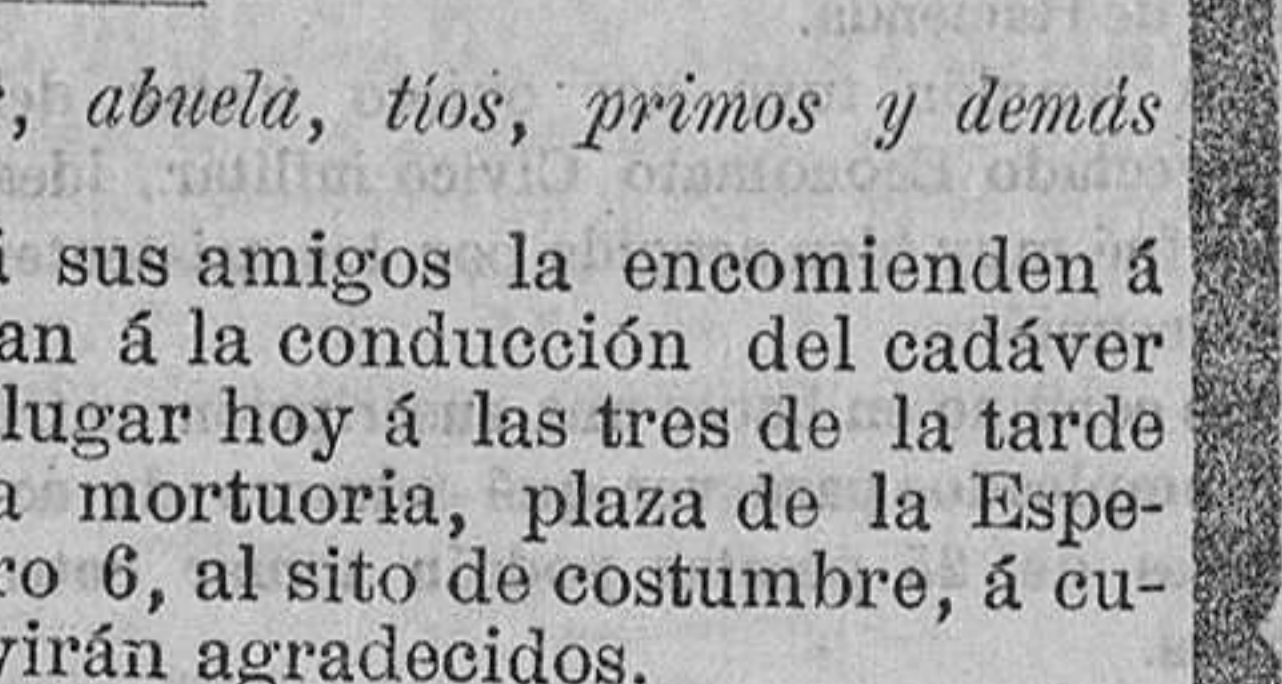 , abuela, tíos, primos y demás
sus amigos la encomienden á
an á la conducción del cadáver
lugar hoy á las tres de la tarde
a mortuoria, plaza de la Espe-
ro 6, al sito de costumbre, á cu-
virán agradecidos.